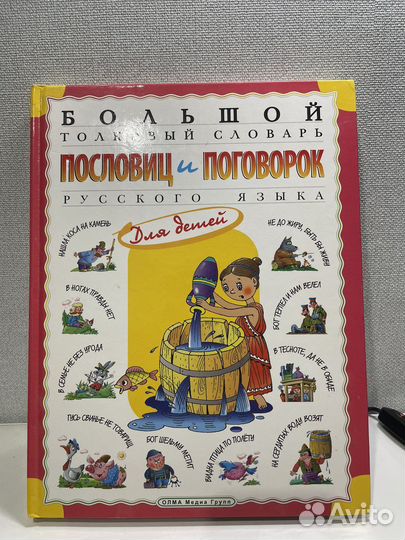 БОЛЬШОЙ
ТОЛКОВЫЙ СЛОВАРЬ
ПОСЛОВИЦ и ПОГОВОРОК
РУССКОГО ЯЗЫКА
Для детей
НАШЛА КОСА НА КАМЕНЬ
НЕ ДО ЖИРУ, БЫТЬ БЫ ЖИВУ
В НОГАХ ПРАВДЫ НЕТ
БОГ ТЕРПЕЛ И НАМ ВЕЛЕЛ
В СЕМЬЕ НЕ БЕЗ УРОДА
В ТЕСНОТЕ, ДА НЕ В ОБИДЕ
ГУСЬ СВИНЬЕ НЕ ТОВАРИЩ
БОГ ШЕЛЬМУ МЕТИТ
ВИДНА ПТИЦА ПО ПОЛЁТУ
НА СЕРДИТЫХ ВОДУ ВОЗЯТ
ОЛМА Медиа Групп
Avito